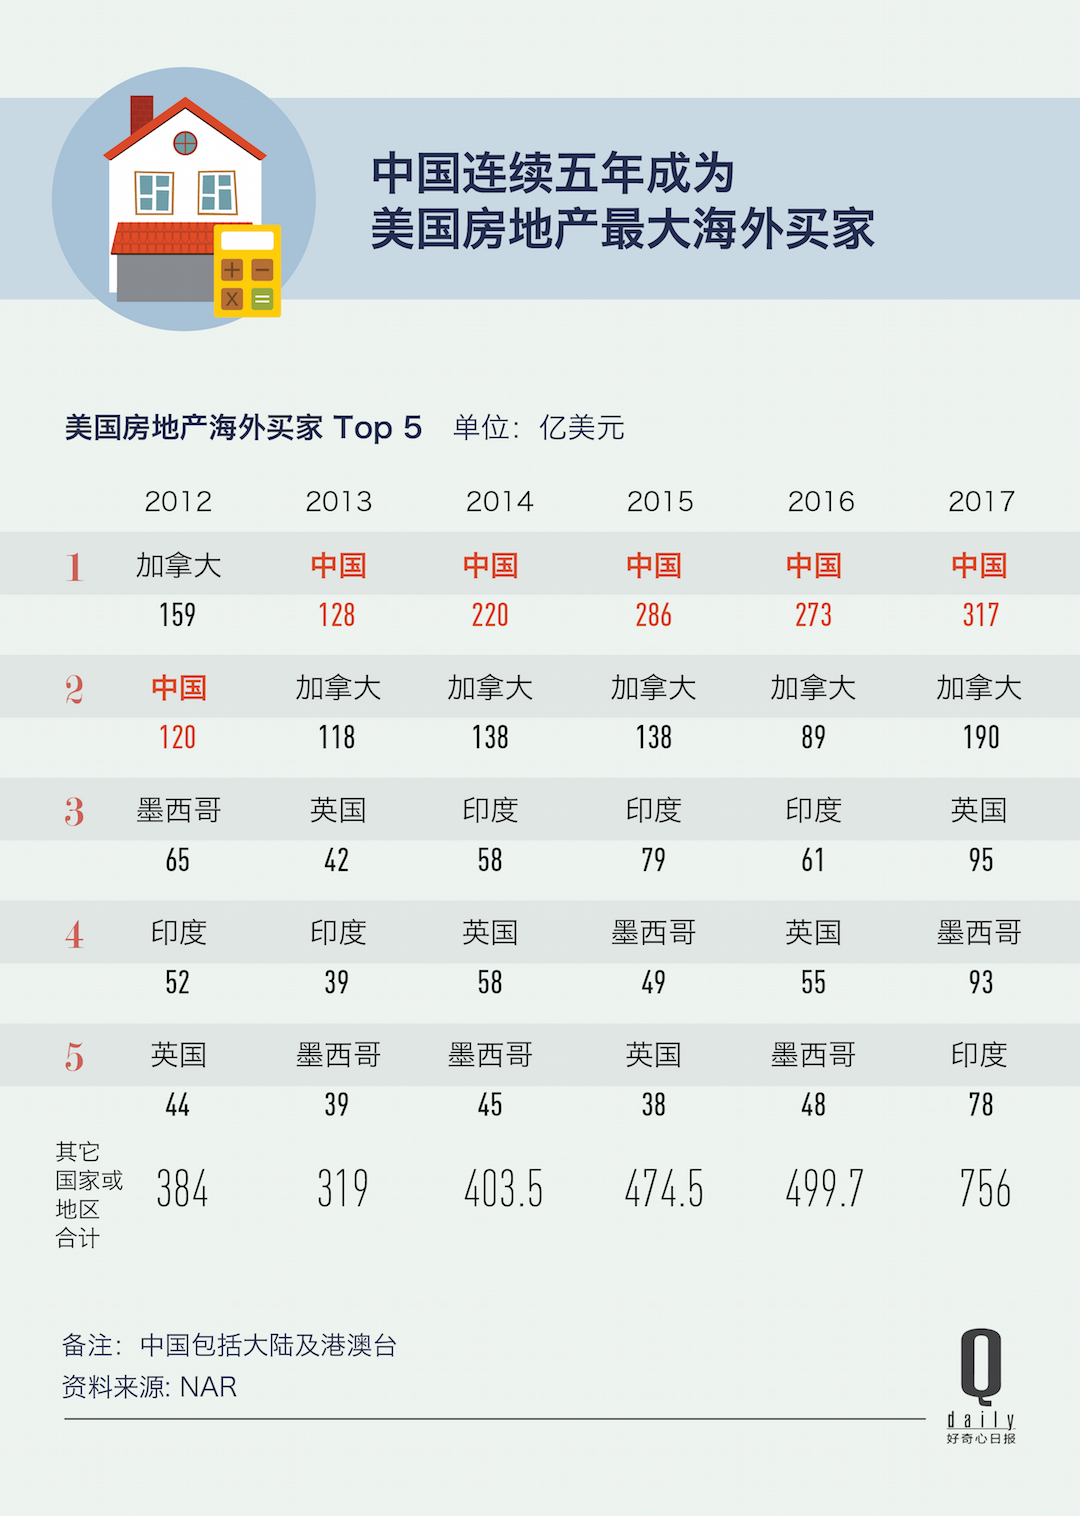 中国连续五年成为
美国房地产最大海外买家
+ −
X =
美国房地产海外买家 Top 5 单位：亿美元
2012 2013 2014 2015 2016 2017
1 加拿大 中国 中国 中国 中国 中国
159 128 220 286 273 317
2 中国 加拿大 加拿大 加拿大 加拿大 加拿大
120 118 138 138 89 190
3 墨西哥 英国 印度 印度 印度 英国
65 42 58 79 61 95
4 印度 印度 英国 墨西哥 英国 墨西哥
52 39 58 49 55 93
5 英国 墨西哥 墨西哥 英国 墨西哥 印度
44 39 45 38 48 78
其它
国家或
地区
合计
384 319 403.5 474.5 499.7 756
备注：中国包括大陆及港澳台
资料来源: NAR
Q
daily
好奇心日报